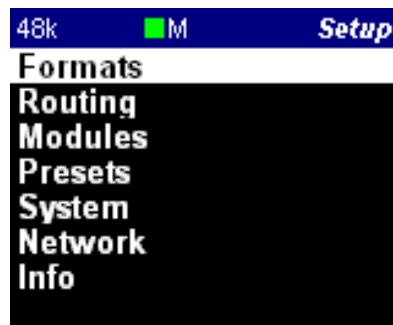 48k M Setup
Formats
Routing
Modules
Presets
System
Network
Info